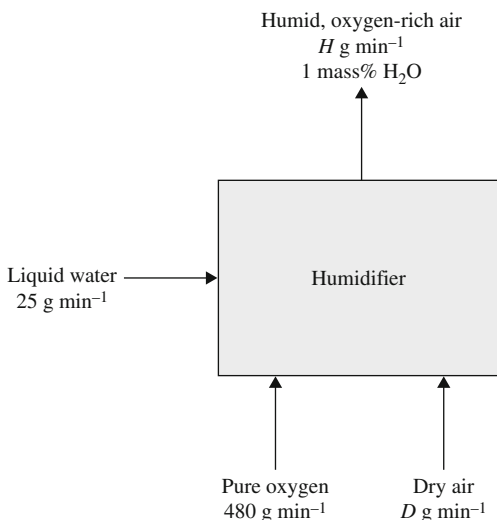 Humid, oxygen-rich air
H g min⁻¹
1 mass% H₂O
Liquid water
25 g min⁻¹
Humidifier
Pure oxygen
480 g min⁻¹
Dry air
D g min⁻¹